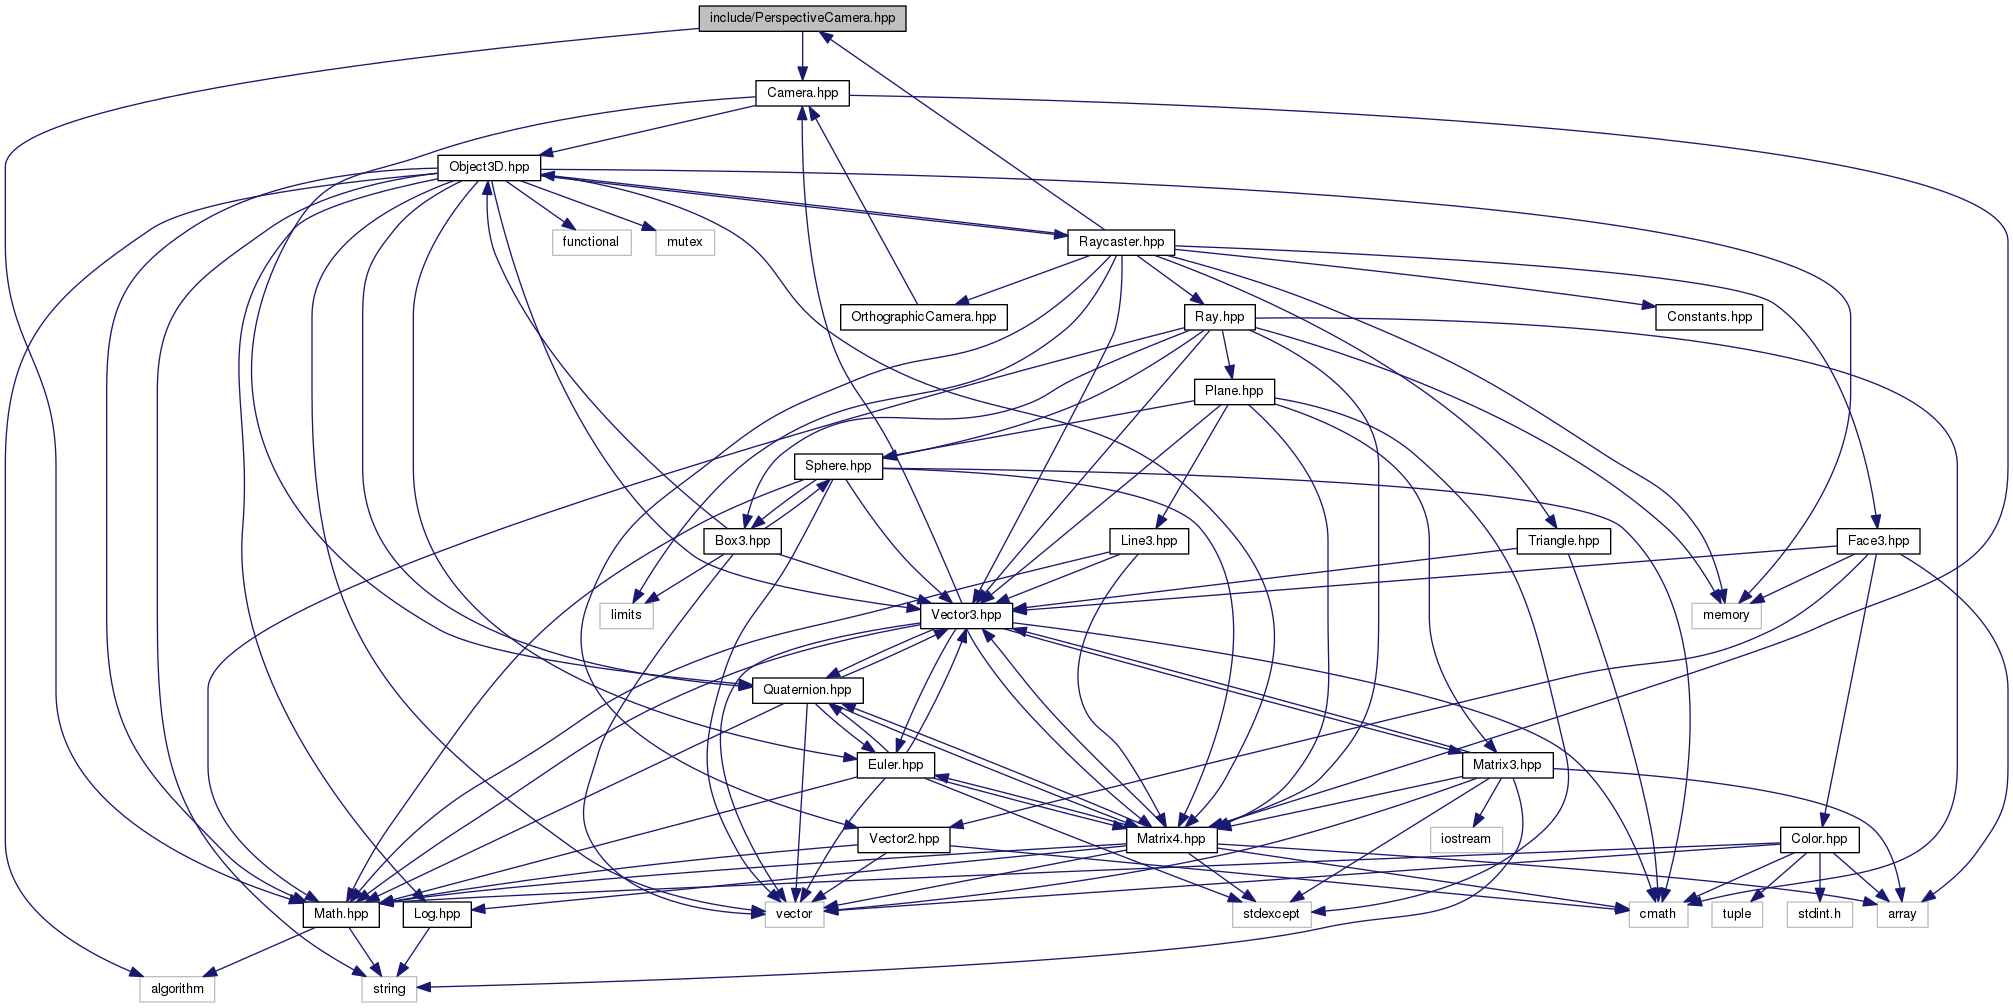 include/PerspectiveCamera.hpp
Camera.hpp
Object3D.hpp
functional
mutex
Raycaster.hpp
OrthographicCamera.hpp
Ray.hpp
Constants.hpp
Plane.hpp
Sphere.hpp
Box3.hpp
Line3.hpp
Triangle.hpp
Face3.hpp
limits
Vector3.hpp
memory
Quaternion.hpp
Euler.hpp
Matrix3.hpp
Vector2.hpp
Matrix4.hpp
iostream
Color.hpp
Math.hpp
Log.hpp
vector
stdexcept
cmath
tuple
stdint.h
array
algorithm
string